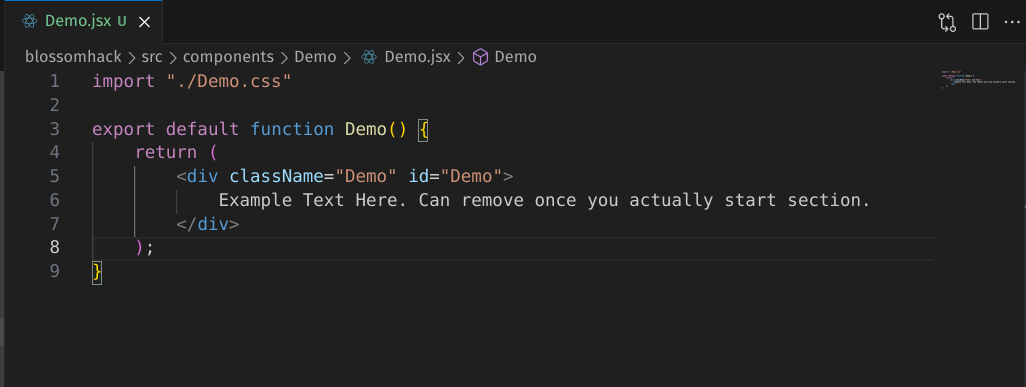 Demo.jsx U
blossomhack > src > components > Demo > Demo.jsx > Demo
1 import "./Demo.css"
2
3 export default function Demo() {
4     return (
5         <div className="Demo" id="Demo">
6             Example Text Here. Can remove once you actually start section.
7         </div>
8     );
9 }